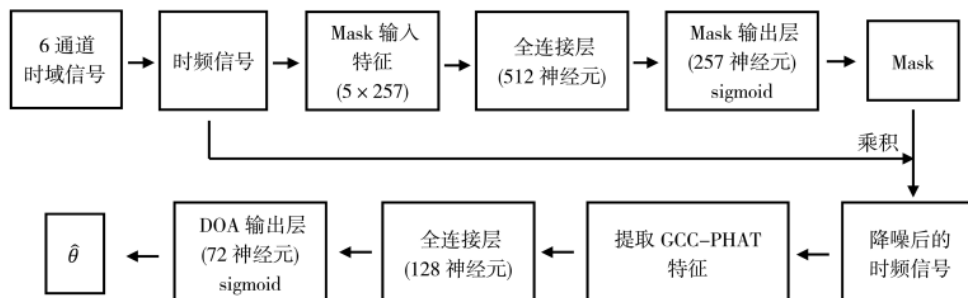 6 通道
时域信号
时频信号
Mask 输入
特征
(5 × 257)
全连接层
(512 神经元)
Mask 输出层
(257 神经元)
sigmoid
Mask
乘积
θ̂
DOA 输出层
(72 神经元)
sigmoid
全连接层
(128 神经元)
提取 GCC-PHAT
特征
降噪后的
时频信号